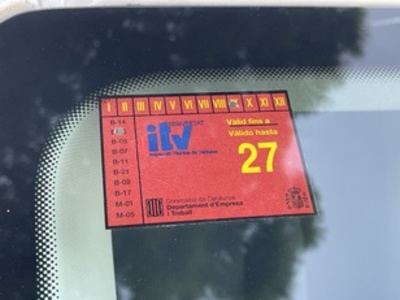 I II III IV V VI VII VIII X XI XII
SEGURETAT
itv
Vàlid fins a
Válido hasta
27
B-14
B-05
B-07
B-11
B-21
B-09
B-17
M-01
M-05
Generalitat de Catalunya
Departament d'Empresa
i Treball